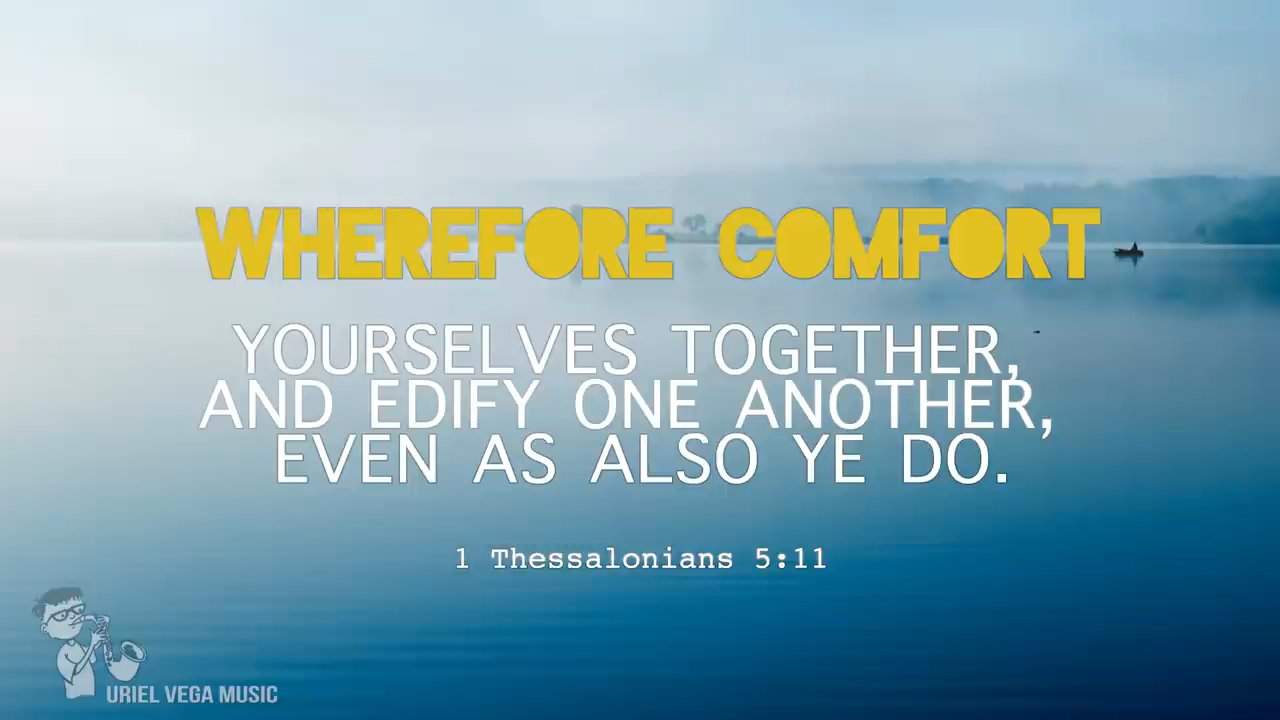 WHEREFORE COMFORT
YOURSELVES TOGETHER,
AND EDIFY ONE ANOTHER,
EVEN AS ALSO YE DO.
1 Thessalonians 5:11
URIEL VEGA MUSIC